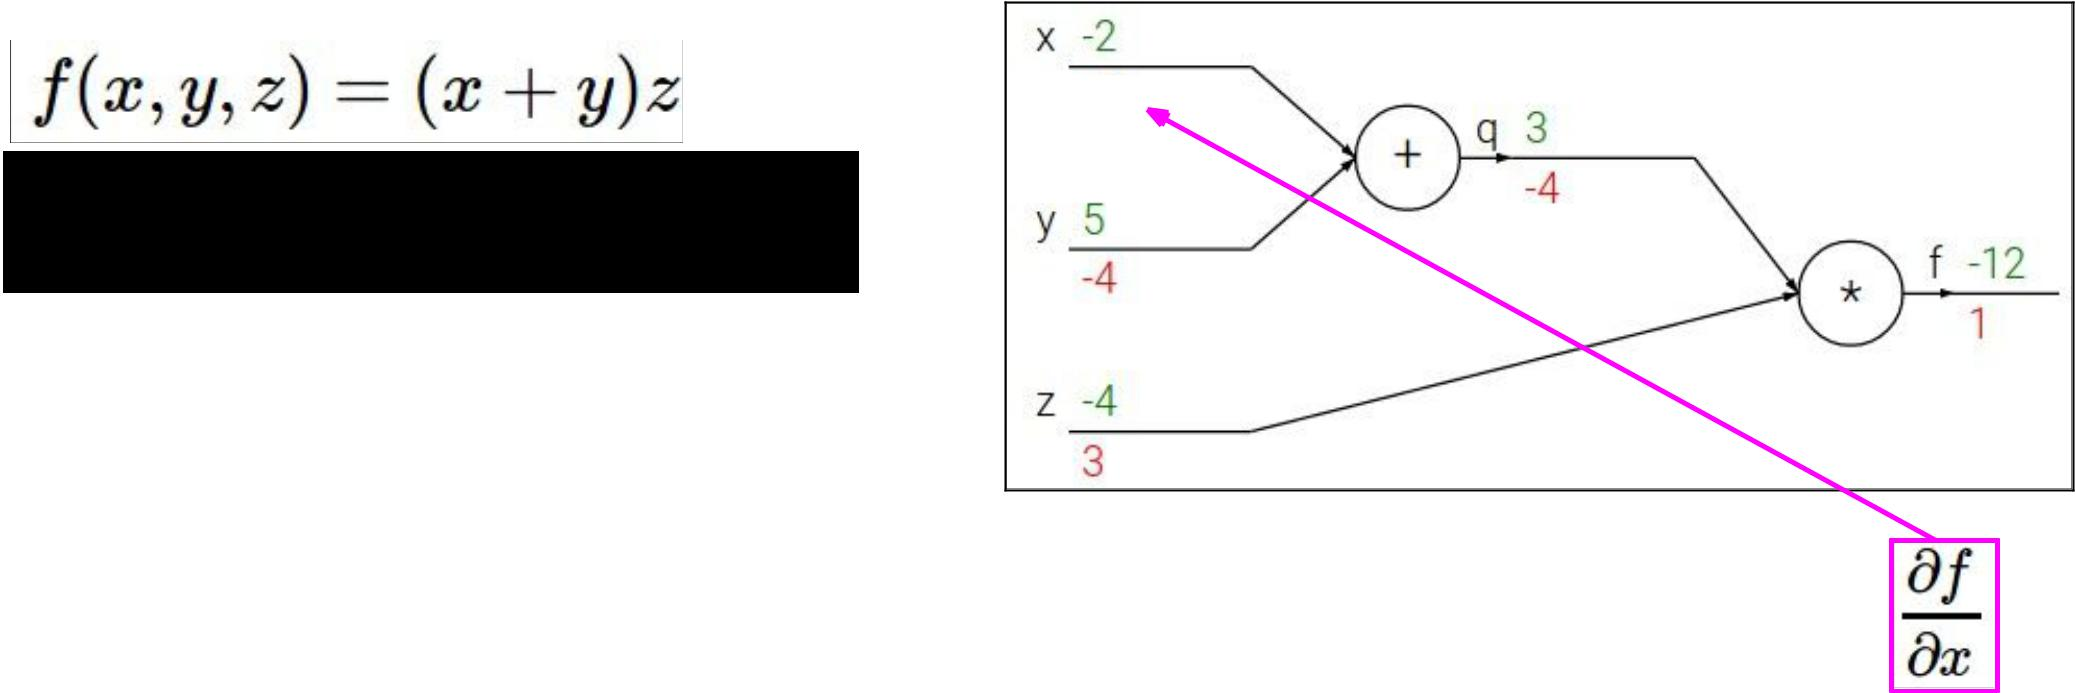 f(x, y, z) = (x + y)z
x -2
+
q 3
-4
y 5
-4
*
f -12
1
z -4
3
∂f
∂x